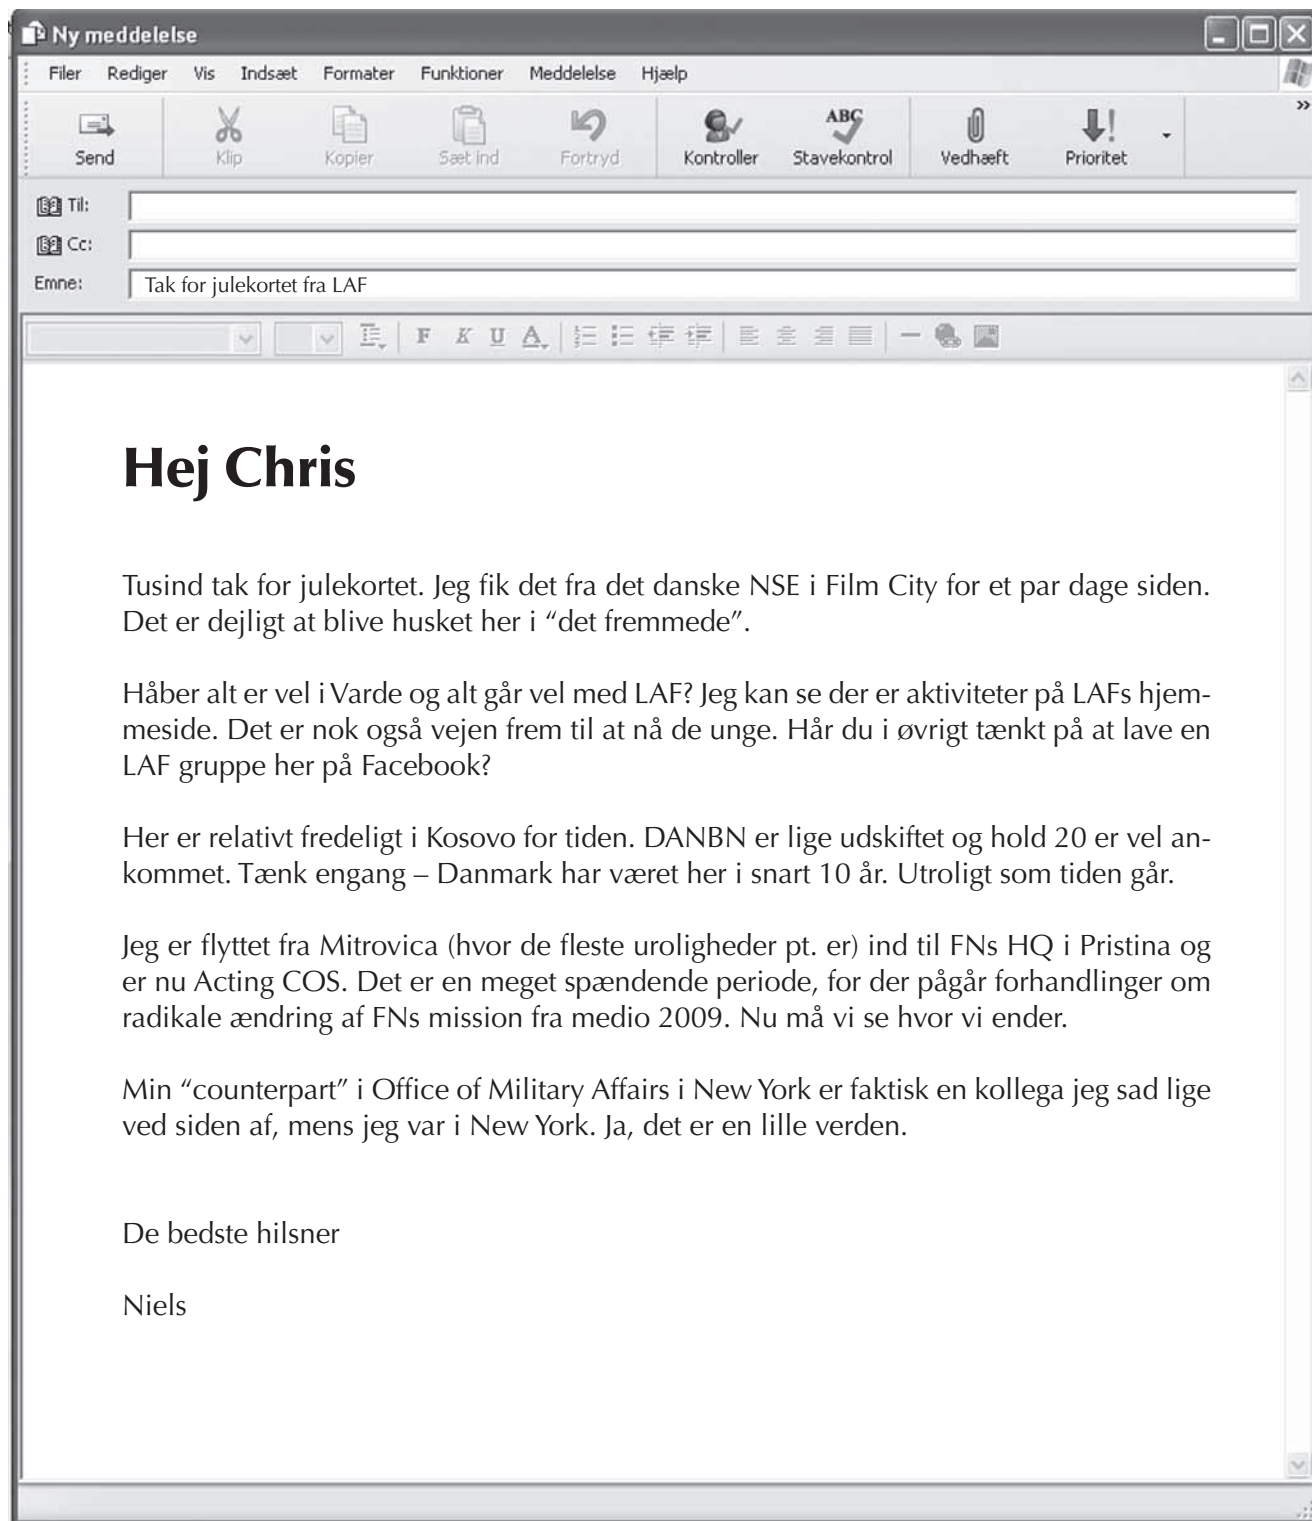 Ny meddelelse
Filer Rediger Vis Indsæt Formater Funktioner Meddelelse Hjælp
ABC
Send Klip Kopier Sæt ind Fortryd Kontroller Stavekontrol Vedhæft Prioritet
Til:
Cc:
Emne: Tak for julekortet fra LAF
F K U A
Hej Chris
Tusind tak for julekortet. Jeg fik det fra det danske NSE i Film City for et par dage siden.
Det er dejligt at blive husket her i “det fremmede”.
Håber alt er vel i Varde og alt går vel med LAF? Jeg kan se der er aktiviteter på LAFs hjem-
meside. Det er nok også vejen frem til at nå de unge. Hår du i øvrigt tænkt på at lave en
LAF gruppe her på Facebook?
Her er relativt fredeligt i Kosovo for tiden. DANBN er lige udskiftet og hold 20 er vel an-
kommet. Tænk engang – Danmark har været her i snart 10 år. Utroligt som tiden går.
Jeg er flyttet fra Mitrovica (hvor de fleste uroligheder pt. er) ind til FNs HQ i Pristina og
er nu Acting COS. Det er en meget spændende periode, for der pågår forhandlinger om
radikale ændring af FNs mission fra medio 2009. Nu må vi se hvor vi ender.
Min “counterpart” i Office of Military Affairs i New York er faktisk en kollega jeg sad lige
ved siden af, mens jeg var i New York. Ja, det er en lille verden.
De bedste hilsner
Niels